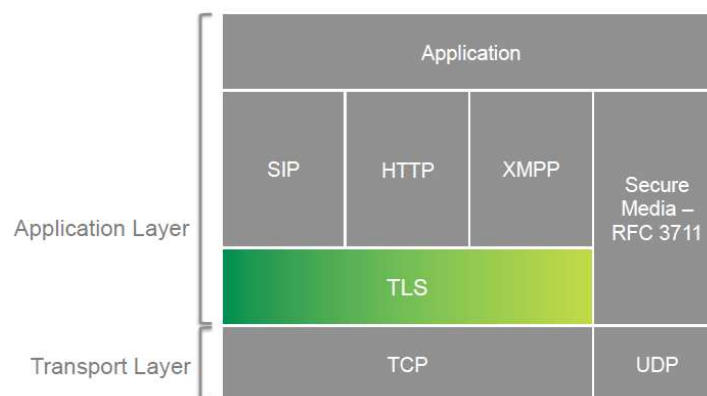 Application
SIP
HTTP
XMPP
Secure
Media –
RFC 3711
Application Layer
TLS
Transport Layer
TCP
UDP